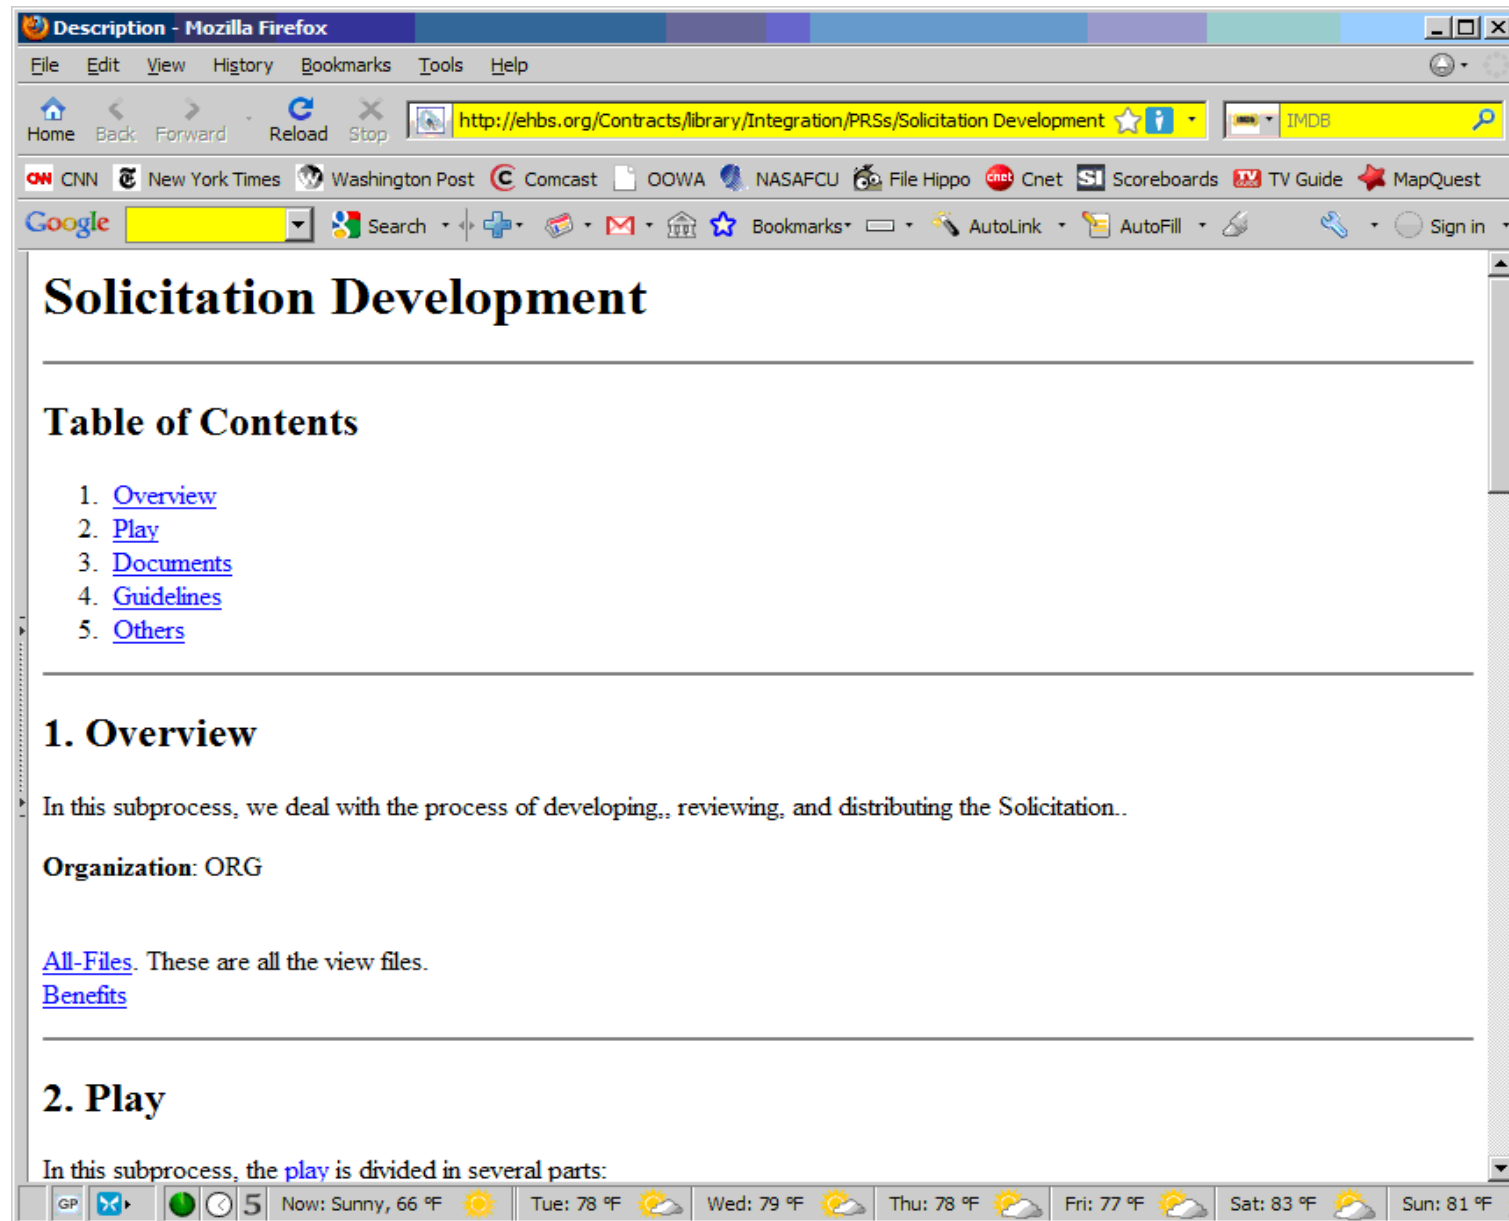 Description - Mozilla Firefox
File Edit View History Bookmarks Tools Help
Home Back Forward Reload Stop http://ehbs.org/Contracts/library/Integration/PRSs/Solicitation Development IMDB
CNN CNN New York Times Washington Post Comcast OOWA NASAFCU File Hippo cnet Cnet SI Scoreboards TV Guide MapQuest
Google Search Bookmarks AutoLink AutoFill Sign in
Solicitation Development
Table of Contents
1. Overview
2. Play
3. Documents
4. Guidelines
5. Others
1. Overview
In this subprocess, we deal with the process of developing,, reviewing, and distributing the Solicitation..
Organization: ORG
All-Files. These are all the view files.
Benefits
2. Play
In this subprocess, the play is divided in several parts:
GP 5 Now: Sunny, 66 °F Tue: 78 °F Wed: 79 °F Thu: 78 °F Fri: 77 °F Sat: 83 °F Sun: 81 °F